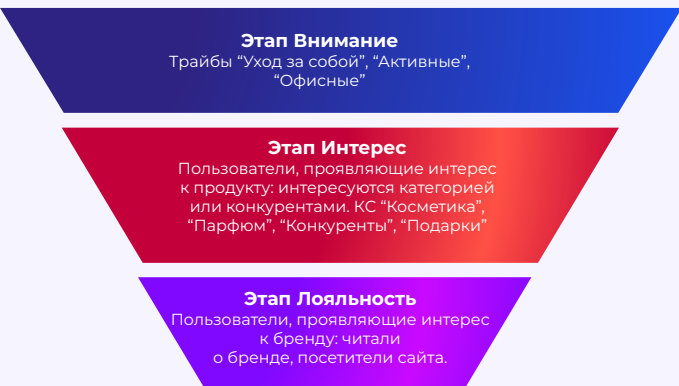 Этап Внимание
Трайбы “Уход за собой”, “Активные”,
“Офисные”
Этап Интерес
Пользователи, проявляющие интерес
к продукту: интересуются категорией
или конкурентами. КС “Косметика”,
“Парфюм”, “Конкуренты”, “Подарки”
Этап Лояльность
Пользователи, проявляющие интерес
к бренду: читали
о бренде, посетители сайта.